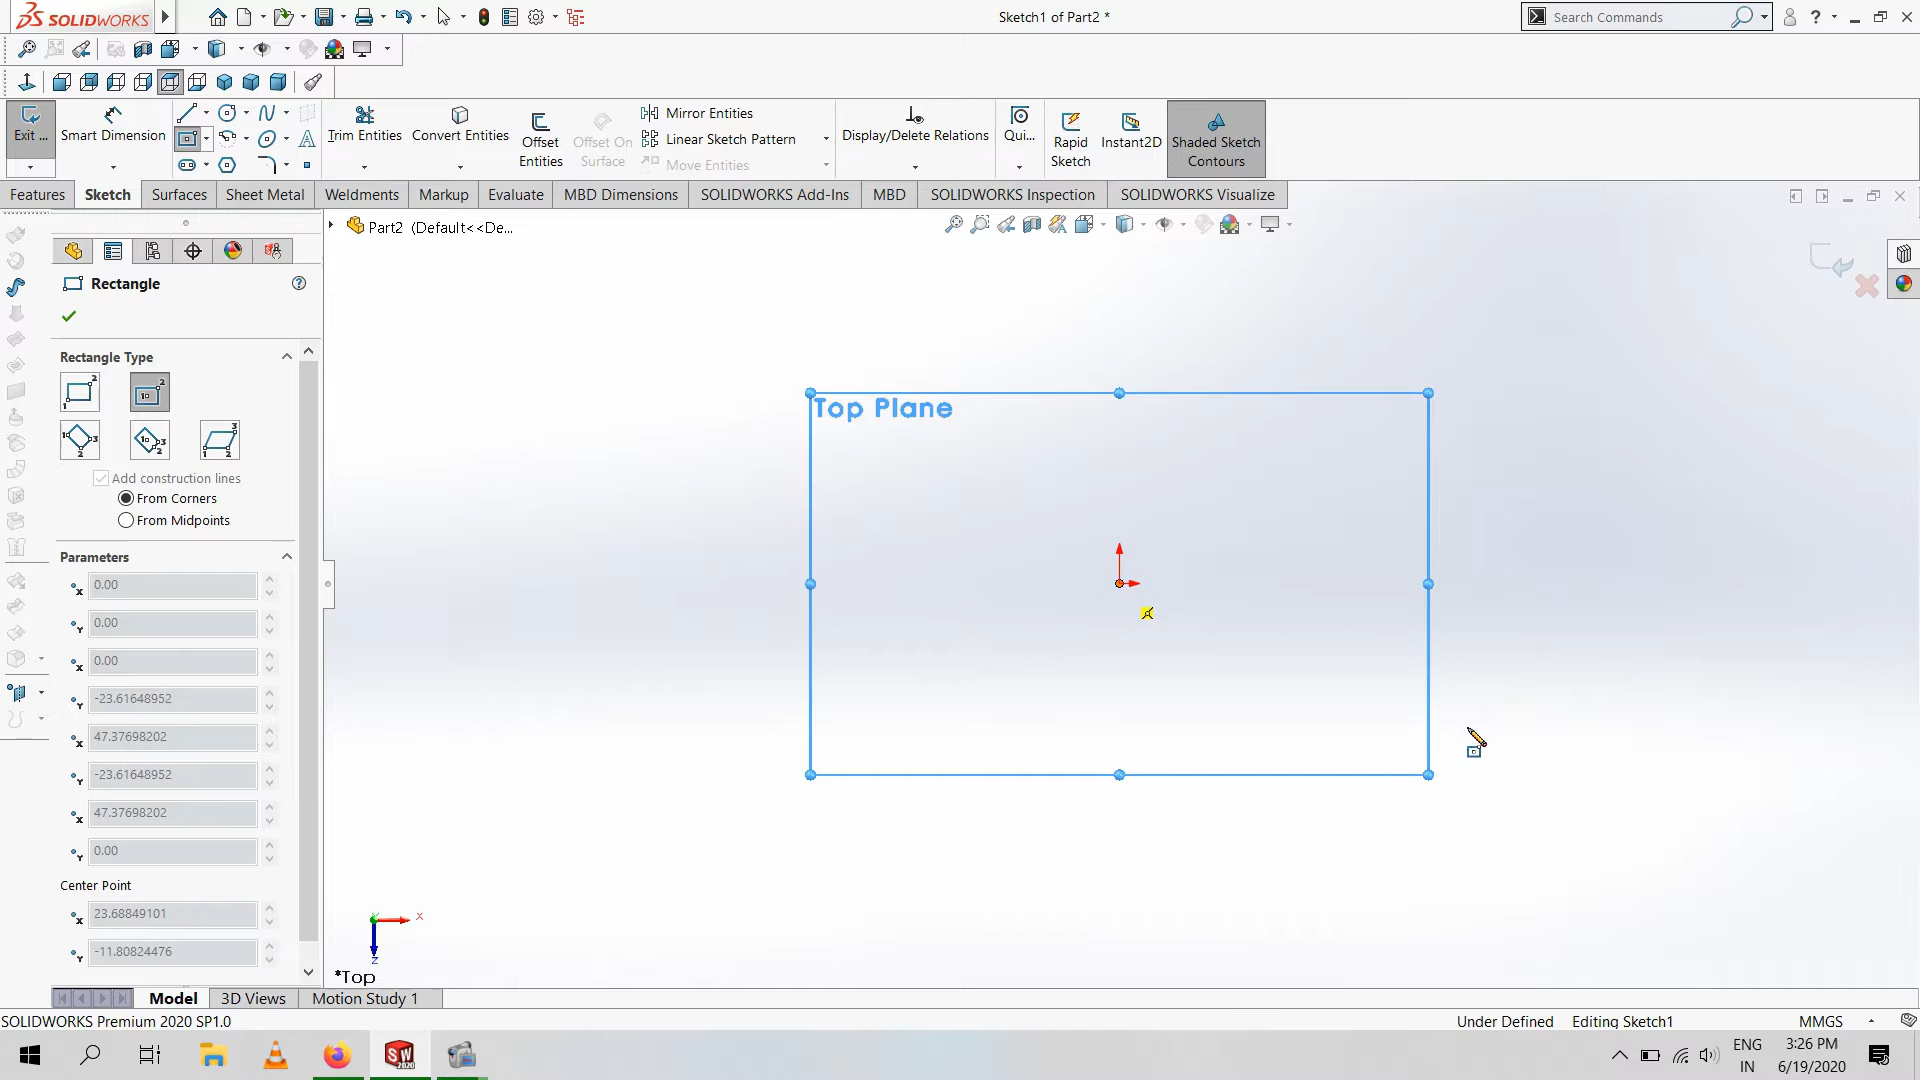 SOLIDWORKS
Sketch1 of Part2 *
Search Commands
Exit ...
Smart Dimension
Trim Entities
Convert Entities
Offset Entities
Offset On Surface
Mirror Entities
Linear Sketch Pattern
Move Entities
Display/Delete Relations
Qui...
Rapid Sketch
Instant2D
Shaded Sketch Contours
Features
Sketch
Surfaces
Sheet Metal
Weldments
Markup
Evaluate
MBD Dimensions
SOLIDWORKS Add-Ins
MBD
SOLIDWORKS Inspection
SOLIDWORKS Visualize
Part2 (Default<<De...
Rectangle
Rectangle Type
Add construction lines
From Corners
From Midpoints
Parameters
0.00
0.00
0.00
-23.61648952
47.37698202
-23.61648952
47.37698202
0.00
Center Point
23.68849101
-11.80824476
Top Plane
X
Z
*Top
Model
3D Views
Motion Study 1
SOLIDWORKS Premium 2020 SP1.0
Under Defined
Editing Sketch1
MMGS
ENG
IN
3:26 PM
6/19/2020